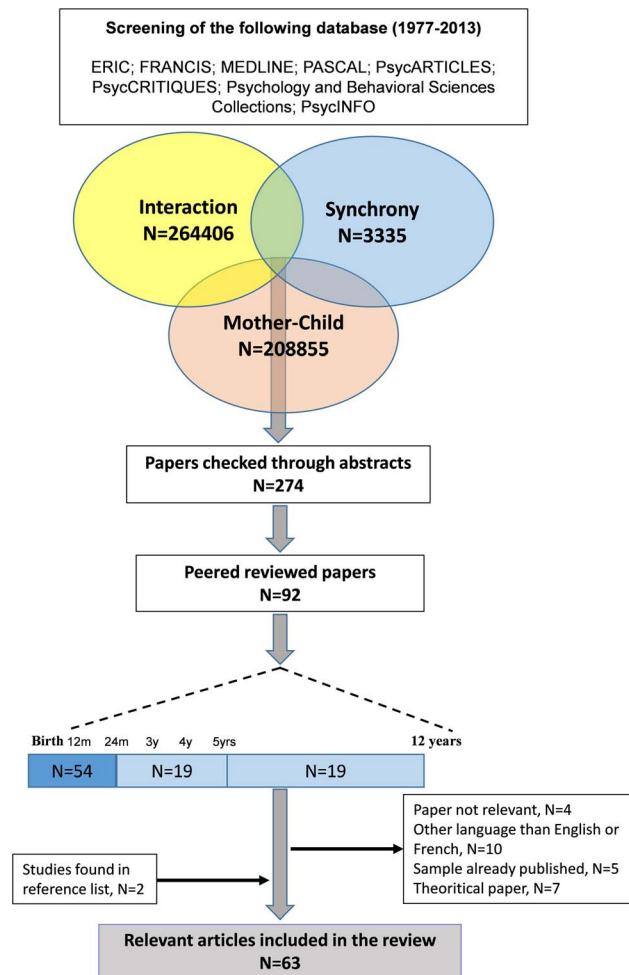 Screening of the following database (1977-2013)
ERIC; FRANCIS; MEDLINE; PASCAL; PsycARTICLES;
PsycCRITIQUES; Psychology and Behavioral Sciences
Collections; PsycINFO
Interaction
N=264406
Synchrony
N=3335
Mother-Child
N=208855
Papers checked through abstracts
N=274
Peered reviewed papers
N=92
Birth 12m 24m 3y 4y 5yrs 12 years
N=54 N=19 N=19
Paper not relevant, N=4
Other language than English or
French, N=10
Sample already published, N=5
Theoritical paper, N=7
Studies found in
reference list, N=2
Relevant articles included in the review
N=63